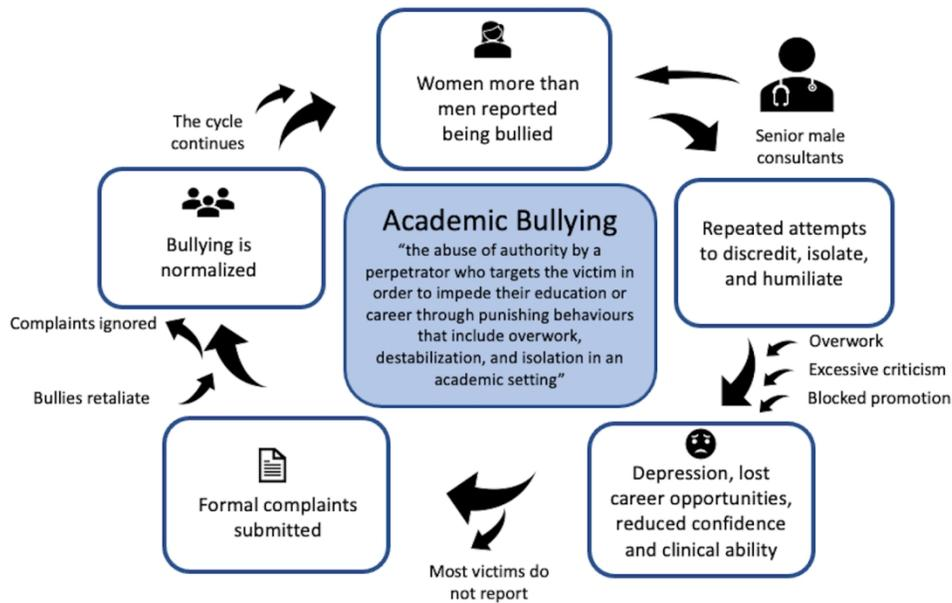 Women more than
men reported
being bullied
Senior male
consultants
Repeated attempts
to discredit, isolate,
and humiliate
Overwork
Excessive criticism
Blocked promotion
Depression, lost
career opportunities,
reduced confidence
and clinical ability
Most victims do
not report
Formal complaints
submitted
Bullies retaliate
Complaints ignored
Bullying is
normalized
The cycle
continues
Academic Bullying
“the abuse of authority by a
perpetrator who targets the victim in
order to impede their education or
career through punishing behaviours
that include overwork,
destabilization, and isolation in an
academic setting”